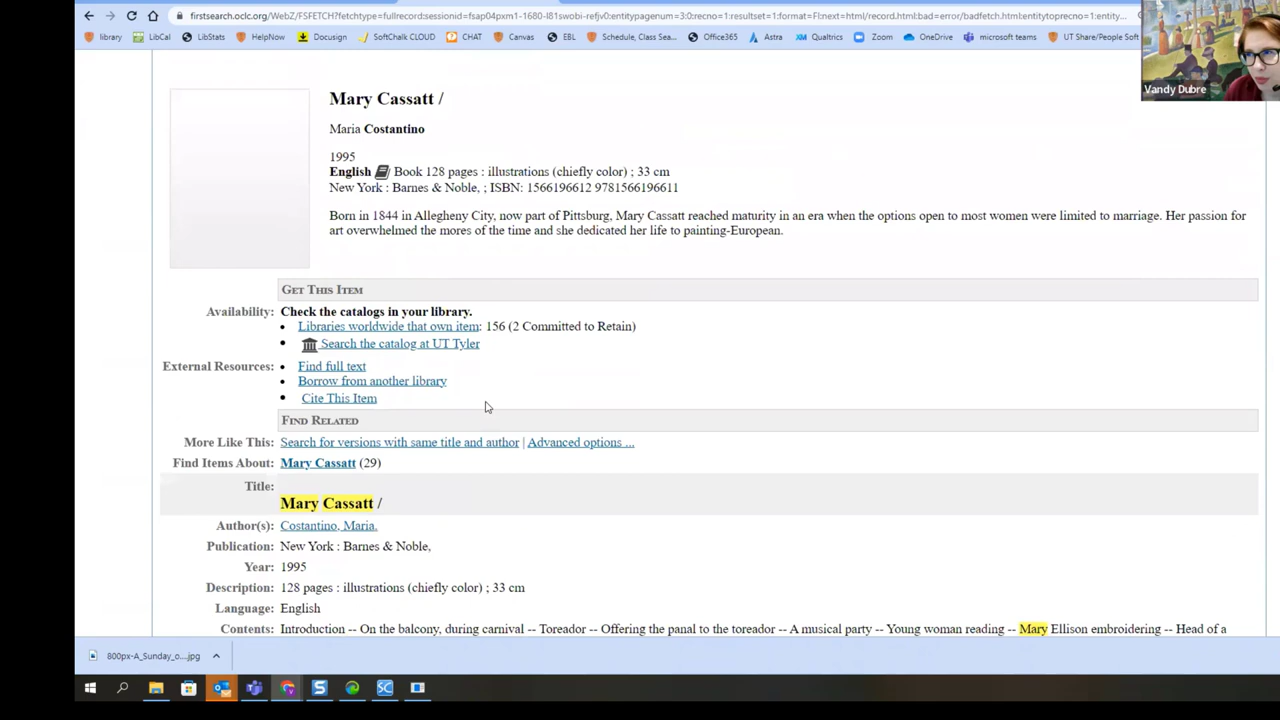 firstsearch.oclc.org/WebZ/FSFETCH?fetchtype=fullrecord:sessionid=fsap04pxm1-1680-l81swobi-refjv0:entitypagenum=3:0:recno=1:resultset=1:format=FI:next=html/record.html:bad=error/badfetch.html:entitytoprecno=1:entity...
library LibCal LibStats HelpNow Docusign SoftChalk CLOUD CHAT Canvas EBL Schedule, Class Sea... Office365 Astra Qualtrics Zoom OneDrive microsoft teams UT Share/People Soft
Vandy Dubre
Mary Cassatt /
Maria Costantino
1995
English Book 128 pages : illustrations (chiefly color) ; 33 cm
New York : Barnes & Noble, ; ISBN: 1566196612 9781566196611
Born in 1844 in Allegheny City, now part of Pittsburg, Mary Cassatt reached maturity in an era when the options open to most women were limited to marriage. Her passion for
art overwhelmed the mores of the time and she dedicated her life to painting-European.
GET THIS ITEM
Availability: Check the catalogs in your library.
• Libraries worldwide that own item: 156 (2 Committed to Retain)
• Search the catalog at UT Tyler
External Resources: • Find full text
• Borrow from another library
• Cite This Item
FIND RELATED
More Like This: Search for versions with same title and author | Advanced options ...
Find Items About: Mary Cassatt (29)
Title:
Mary Cassatt /
Author(s): Costantino, Maria.
Publication: New York : Barnes & Noble,
Year: 1995
Description: 128 pages : illustrations (chiefly color) ; 33 cm
Language: English
Contents: Introduction -- On the balcony, during carnival -- Toreador -- Offering the panal to the toreador -- A musical party -- Young woman reading -- Mary Ellison embroidering -- Head of a
800px-A_Sunday_o....jpg